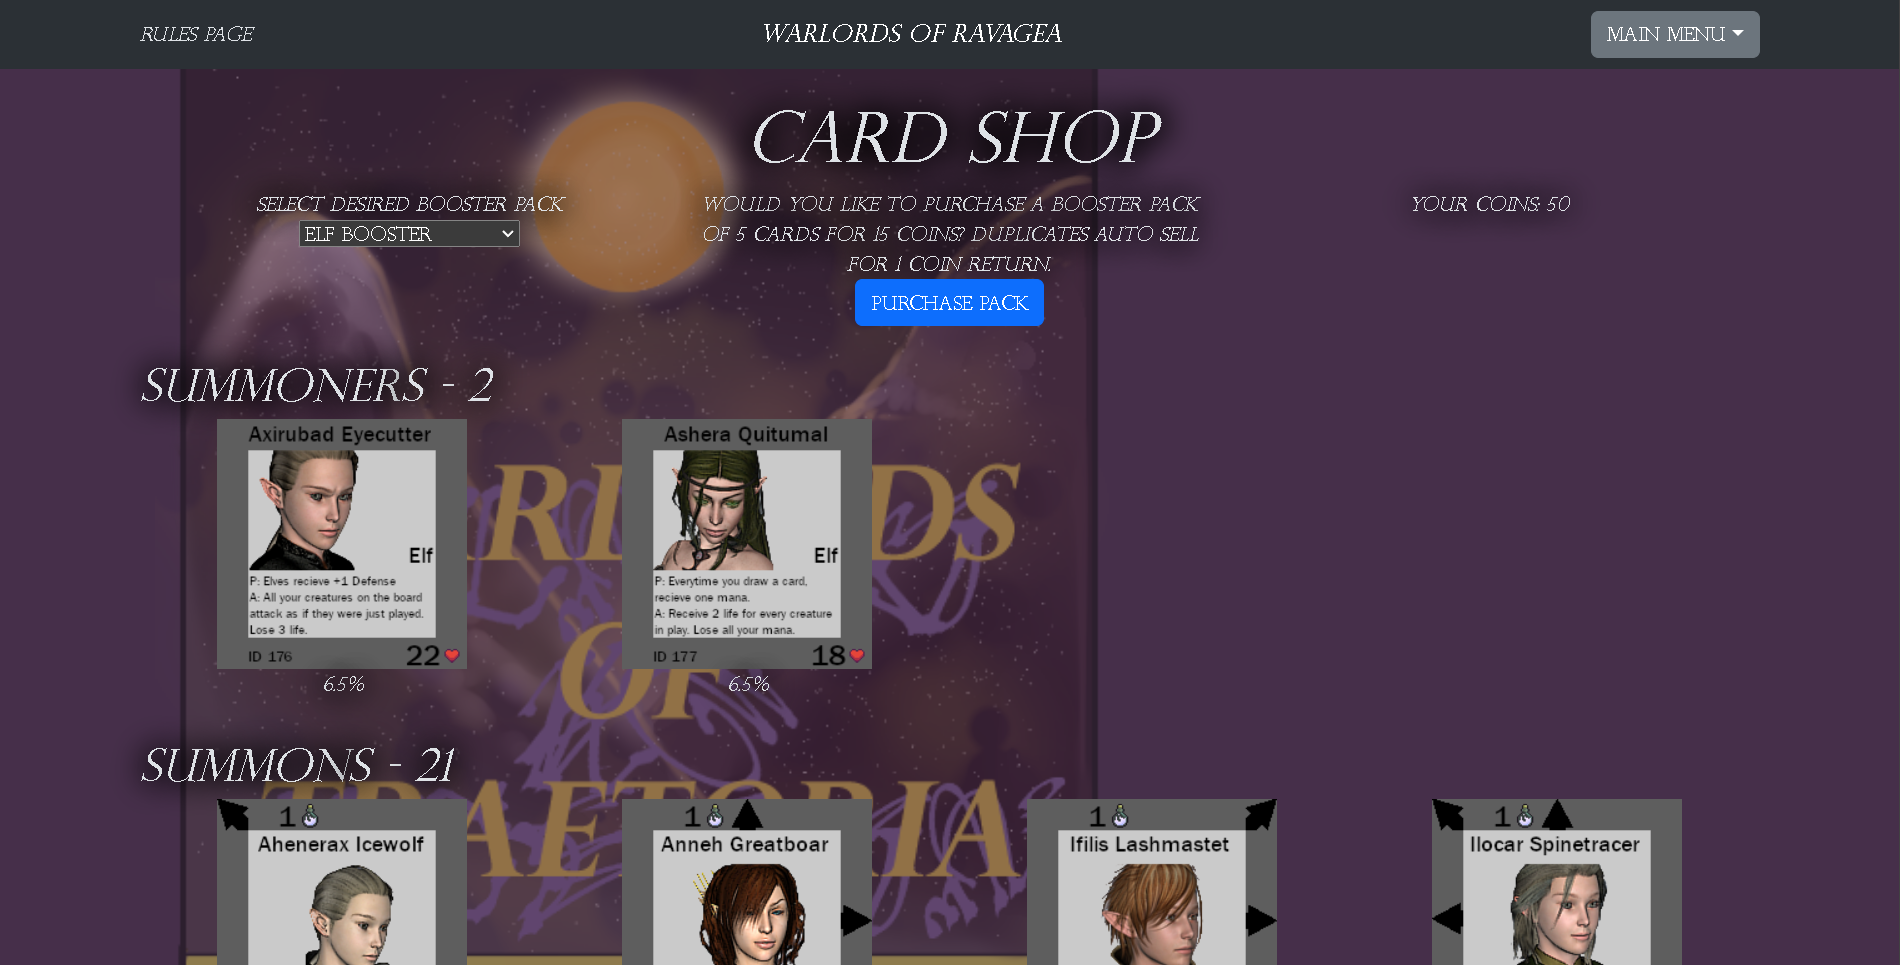 RULES PAGE
WARLORDS OF RAVAGEA
MAIN MENU
CARD SHOP
SELECT DESIRED BOOSTER PACK
ELF BOOSTER
WOULD YOU LIKE TO PURCHASE A BOOSTER PACK
OF 5 CARDS FOR 15 COINS? DUPLICATES AUTO SELL
FOR 1 COIN RETURN.
PURCHASE PACK
YOUR COINS: 50
SUMMONERS - 2
Axirubad Eyecutter
Elf
P: Elves recieve +1 Defense
A: All your creatures on the board
attack as if they were just played.
Lose 3 life.
ID 176
22
6.5%
Ashera Quitumal
Elf
P: Everytime you draw a card,
recieve one mana.
A: Receive 2 life for every creature
in play. Lose all your mana.
ID 177
18
6.5%
OF
SUMMONS - 21
1
Ahenerax Icewolf
1
Anneh Greatboar
1
Ifilis Lashmastet
1
Ilocar Spinetracer